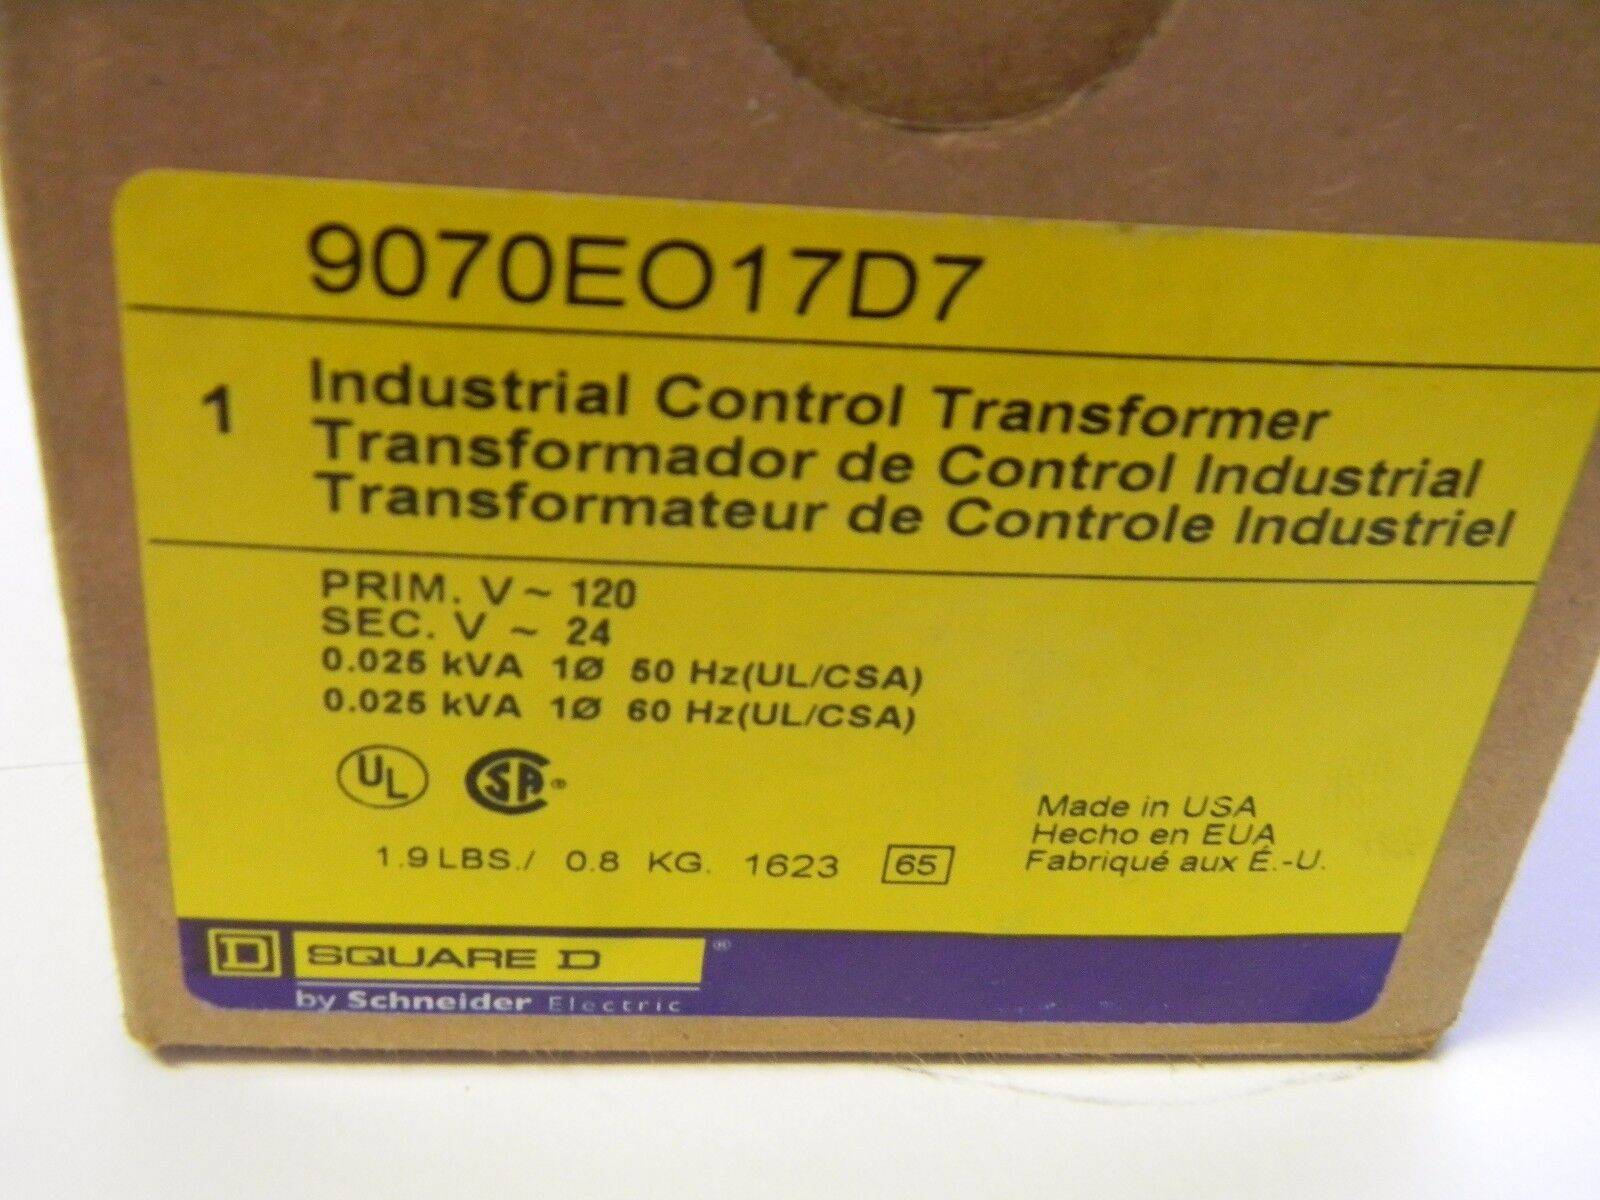 9070EO17D7
1 Industrial Control Transformer
Transformador de Control Industrial
Transformateur de Controle Industriel
PRIM. V ~ 120
SEC. V ~ 24
0.025 kVA 1Ø 50 Hz(UL/CSA)
0.025 kVA 1Ø 60 Hz(UL/CSA)
UL CSA ®
Made in USA
Hecho en EUA
Fabriqué aux É.-U.
1.9 LBS./ 0.8 KG. 1623 65
D SQUARE D ®
by Schneider Electric